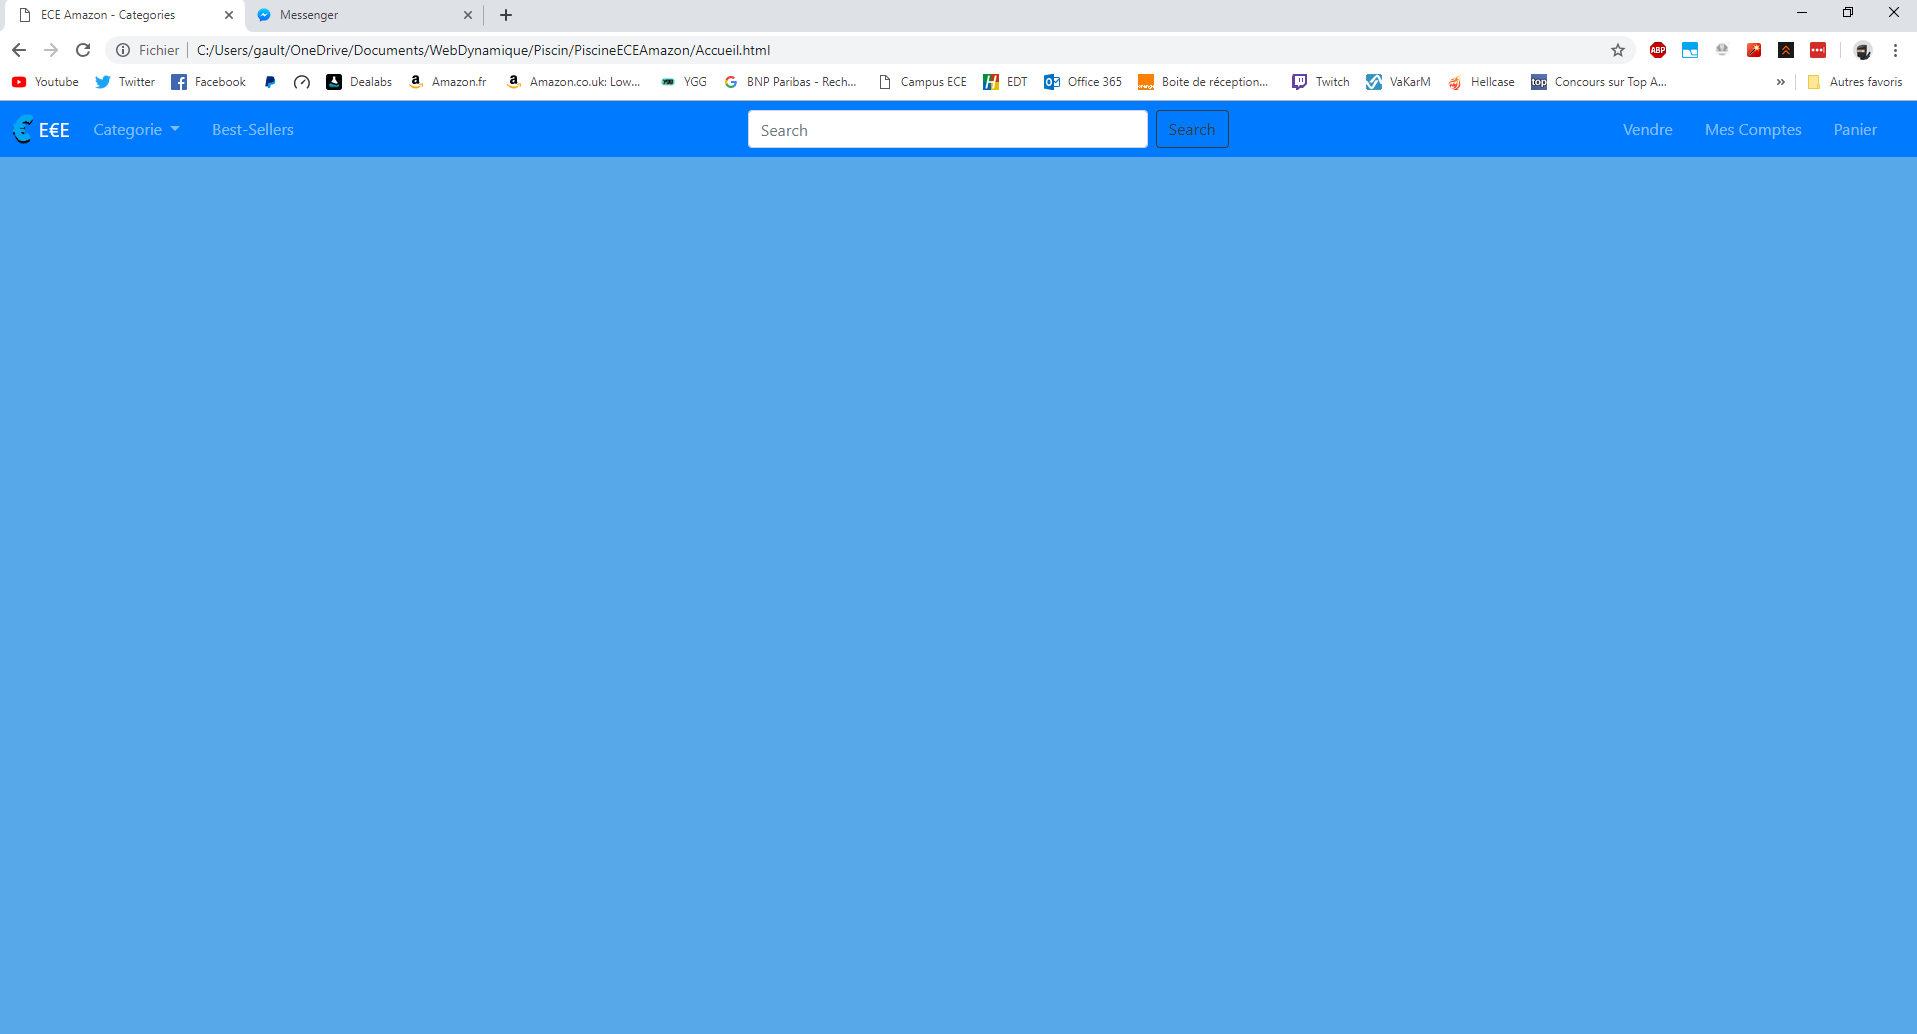 ECE Amazon - Categories
Messenger
Fichier C:/Users/gault/OneDrive/Documents/WebDynamique/Piscin/PiscineECEAmazon/Accueil.html
ABP
Youtube Twitter Facebook Dealabs Amazon.fr Amazon.co.uk: Low... YGG BNP Paribas - Rech... Campus ECE EDT Office 365 Boite de réception... Twitch VaKarM Hellcase top Concours sur Top A... » Autres favoris
E€E Categorie Best-Sellers Search Search Vendre Mes Comptes Panier